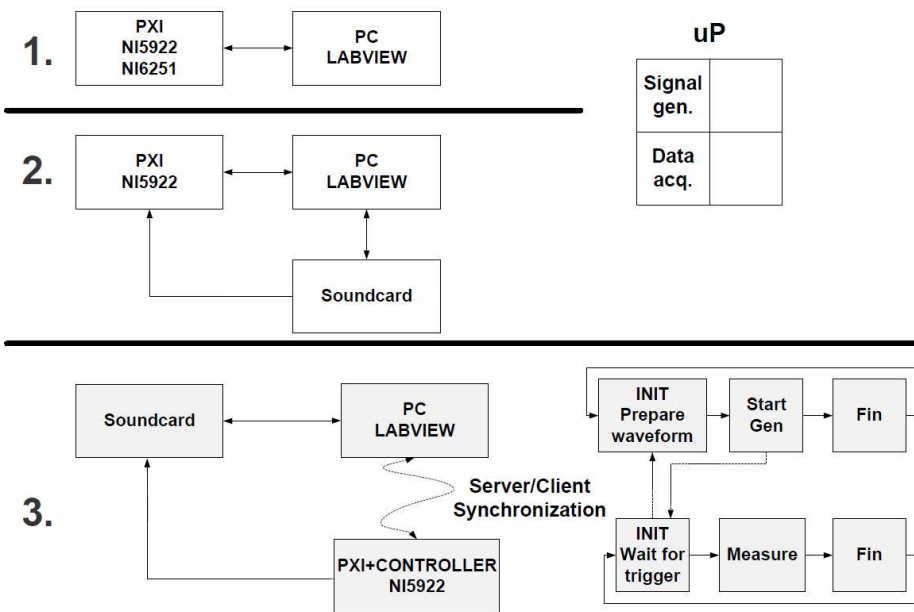 1.
PXI
NI5922
NI6251
PC
LABVIEW
uP
Signal
gen.
Data
acq.
2.
PXI
NI5922
PC
LABVIEW
Soundcard
3.
Soundcard
PC
LABVIEW
Server/Client
Synchronization
PXI+CONTROLLER
NI5922
INIT
Prepare
waveform
Start
Gen
Fin
INIT
Wait for
trigger
Measure
Fin